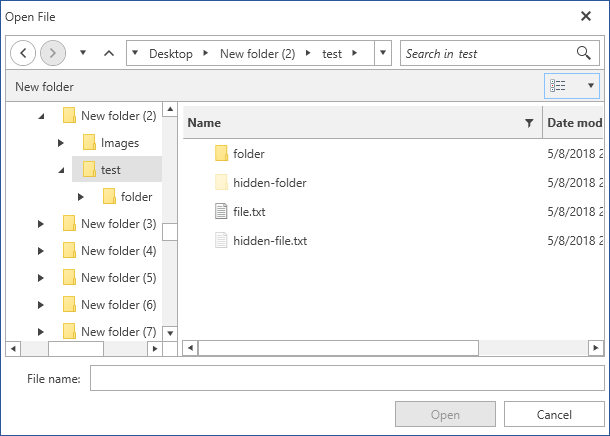 Open File
Desktop New folder (2) test
Search in test
New folder
New folder (2)
Images
test
folder
New folder (3)
New folder (4)
New folder (5)
New folder (6)
New folder (7)
Name Date mod
folder 5/8/2018 2
hidden-folder 5/8/2018 2
file.txt 5/8/2018 2
hidden-file.txt 5/8/2018 2
File name:
Open Cancel